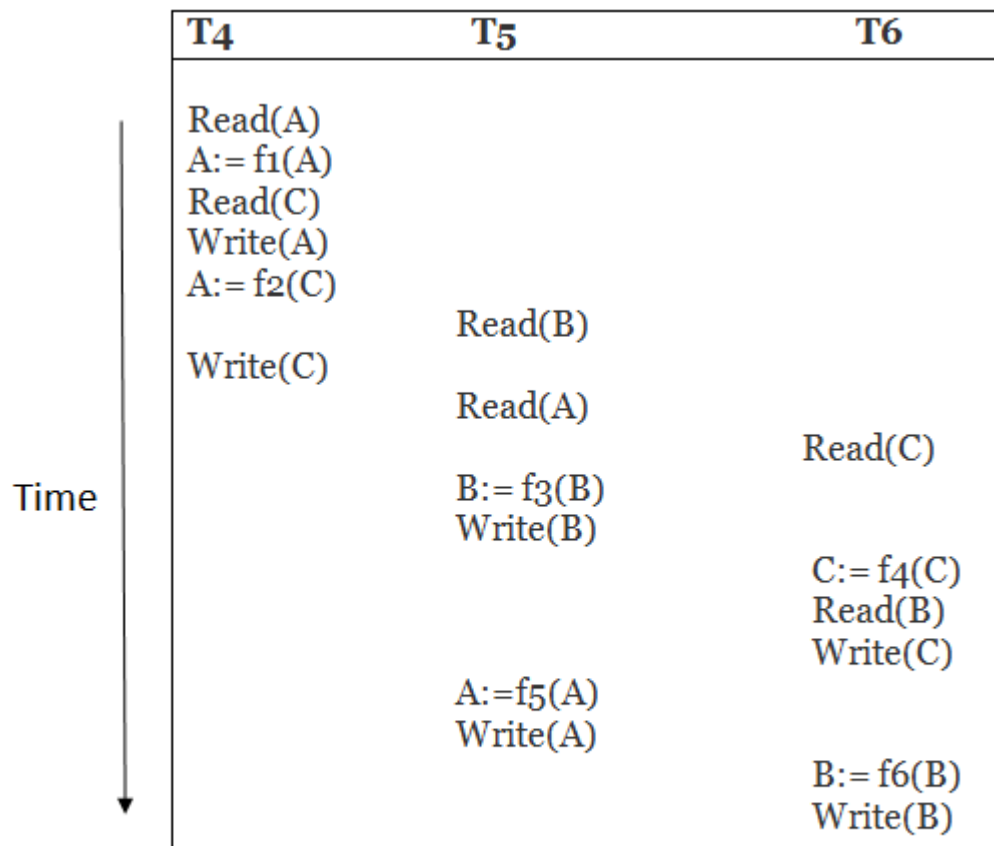 T4 T5 T6
Read(A)
A:= f1(A)
Read(C)
Write(A)
A:= f2(C)
Read(B)
Write(C)
Read(A)
Read(C)
Time
B:= f3(B)
Write(B)
C:= f4(C)
Read(B)
Write(C)
A:=f5(A)
Write(A)
B:= f6(B)
Write(B)